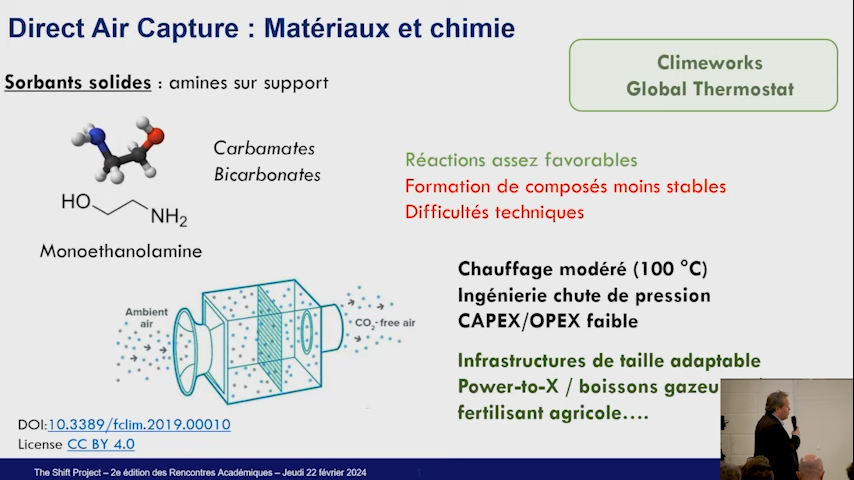 Direct Air Capture : Matériaux et chimie
Climeworks
Global Thermostat
Sorbants solides : amines sur support
Carbamates
Bicarbonates
Réactions assez favorables
Formation de composés moins stables
Difficultés techniques
HO
NH2
Monoethanolamine
Chauffage modéré (100 °C)
Ingénierie chute de pression
CAPEX/OPEX faible
Ambient
air
CO2-free air
Infrastructures de taille adaptable
Power-to-X / boissons
fertilisant agricole….
DOI:10.3389/fclim.2019.00010
License CC BY 4.0
The Shift Project – 2e édition des Rencontres Académiques – Jeudi 22 février 2024